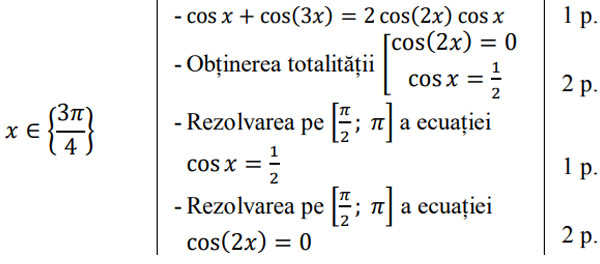 - cos x + cos(3x) = 2 cos(2x) cos x 1 p.
- Obținerea totalității [cos(2x) = 0
cos x = 1/2 2 p.
x ∈ {3π/4}
- Rezolvarea pe [π/2; π] a ecuației
cos x = 1/2 1 p.
- Rezolvarea pe [π/2; π] a ecuației
cos(2x) = 0 2 p.